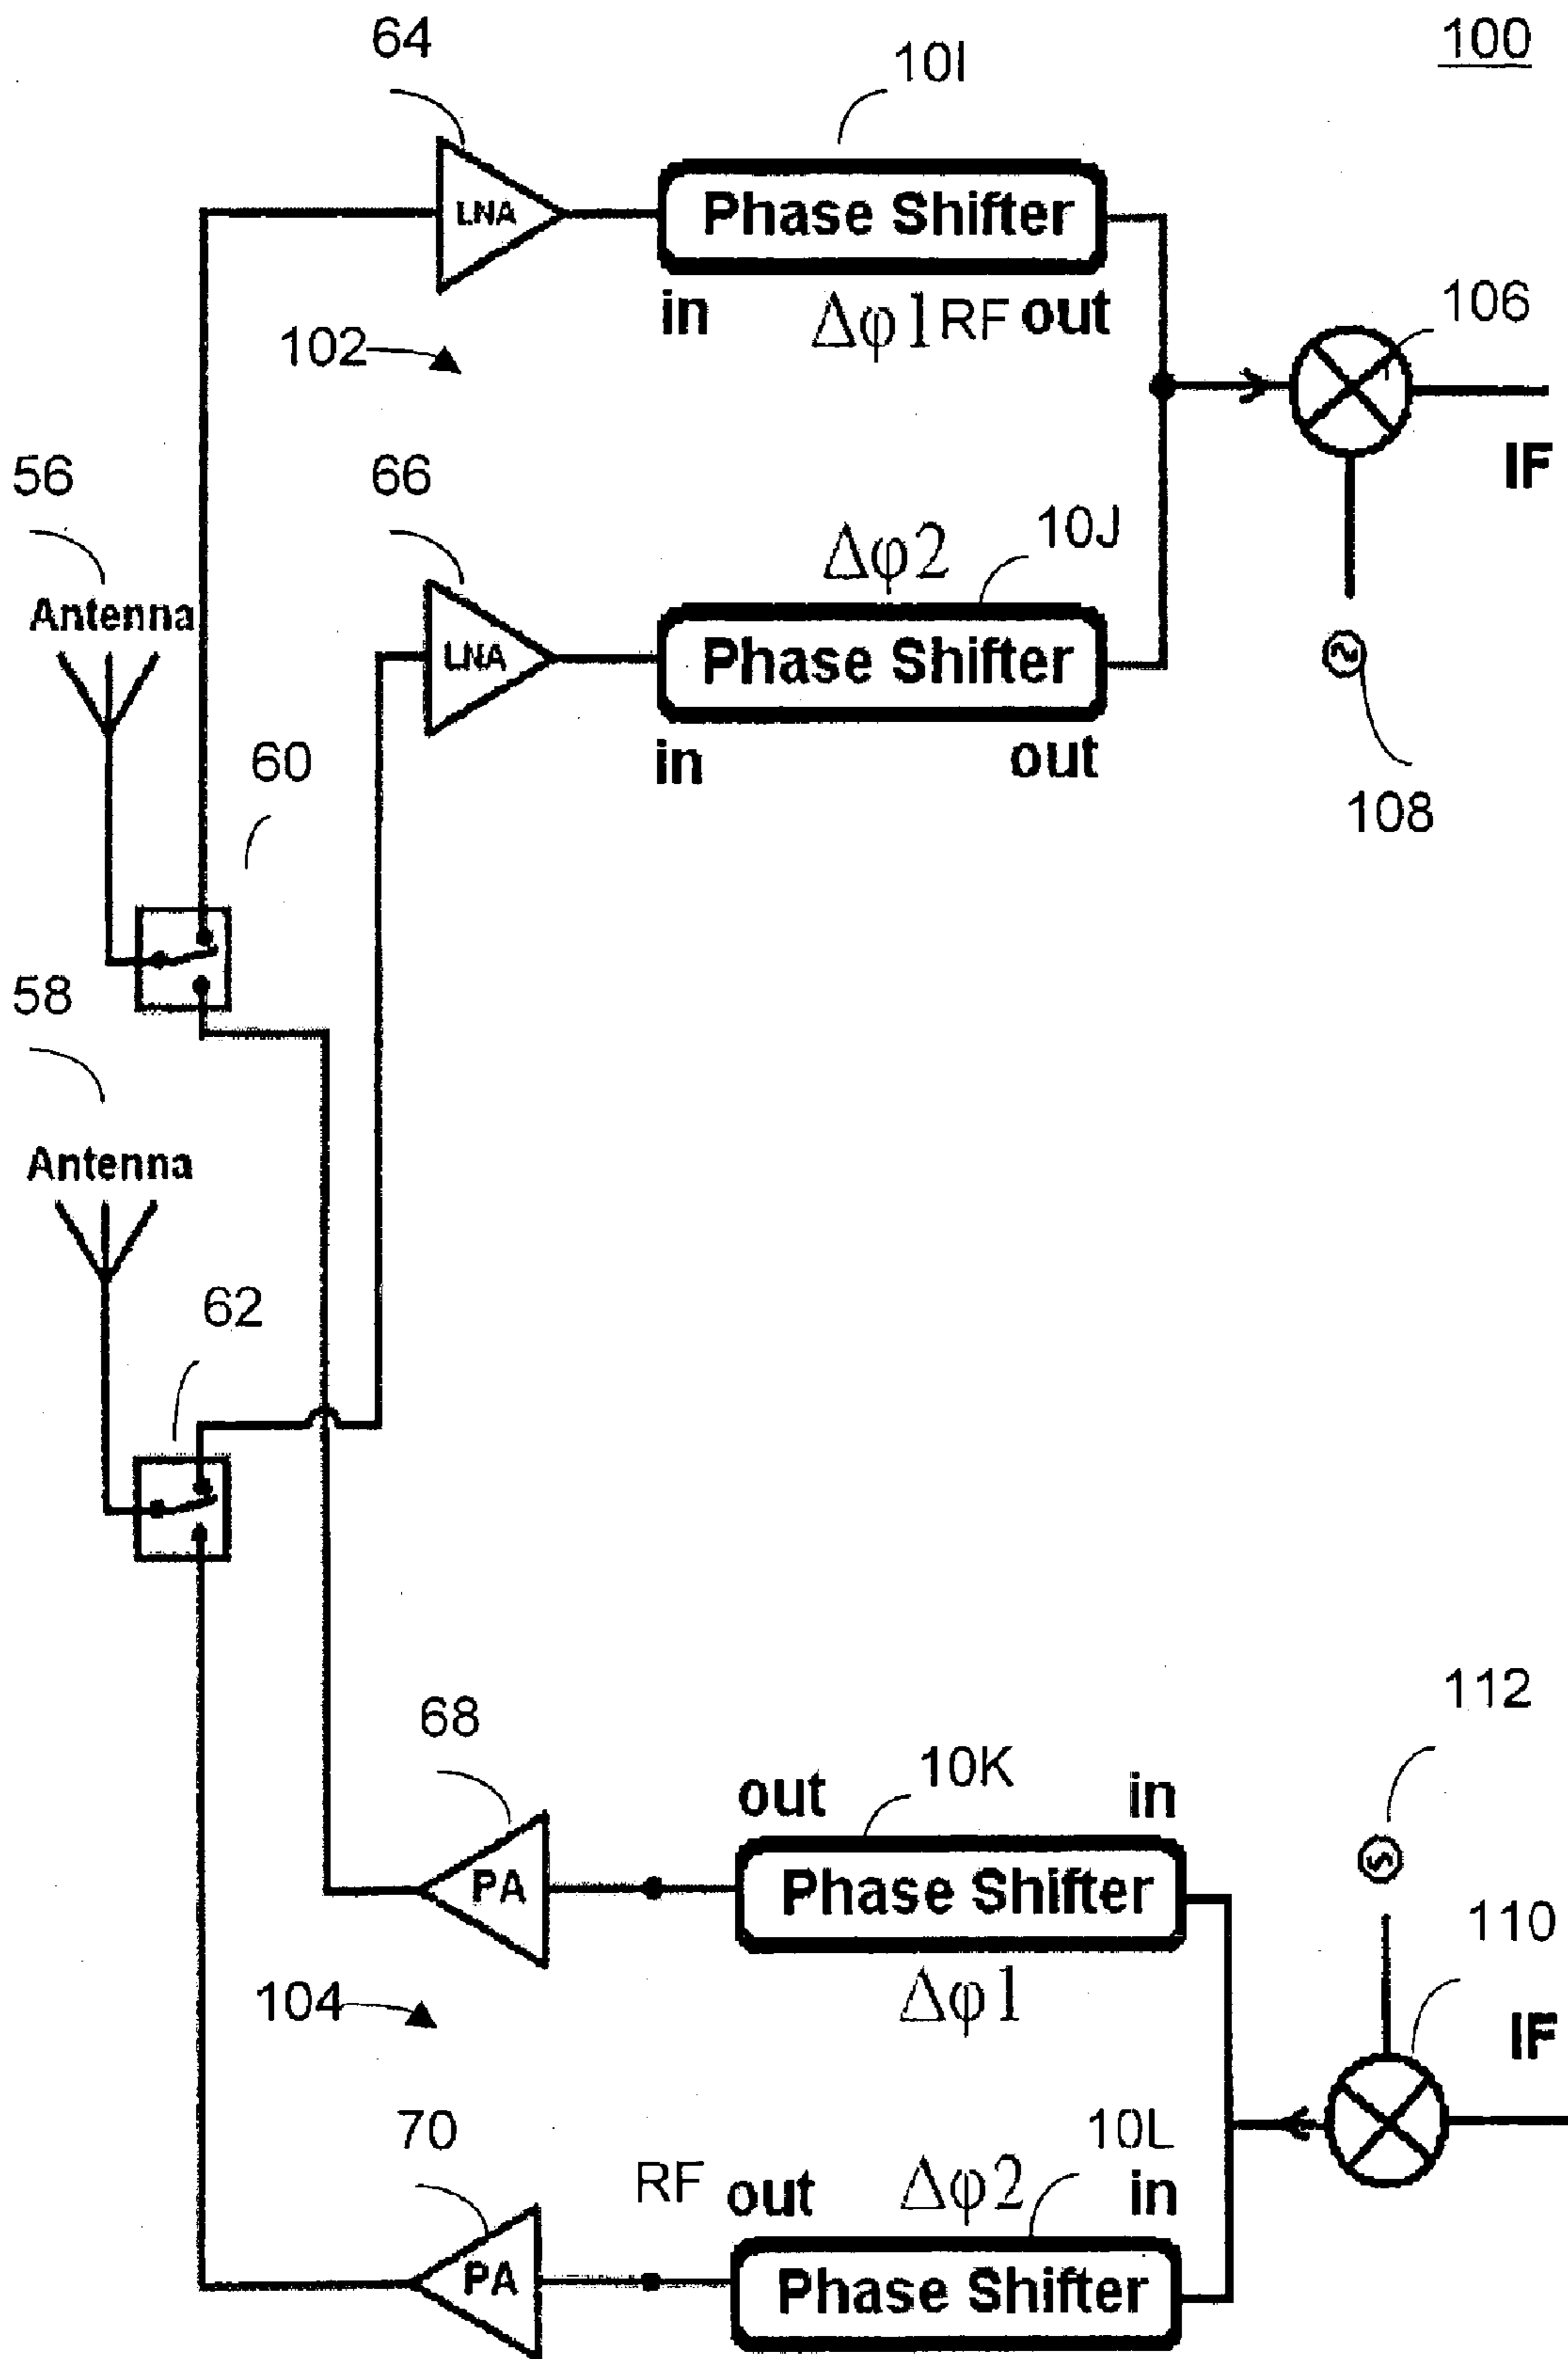 100
64
10I
LNA
Phase Shifter
in Δφ1RF out
102
106
IF
56
66
Δφ2
10J
Antenna
LNA
Phase Shifter
in out
60
108
58
Antenna
62
112
68
out 10K in
PA
Phase Shifter
110
104
Δφ1
IF
70
RF out Δφ2 10L in
PA
Phase Shifter